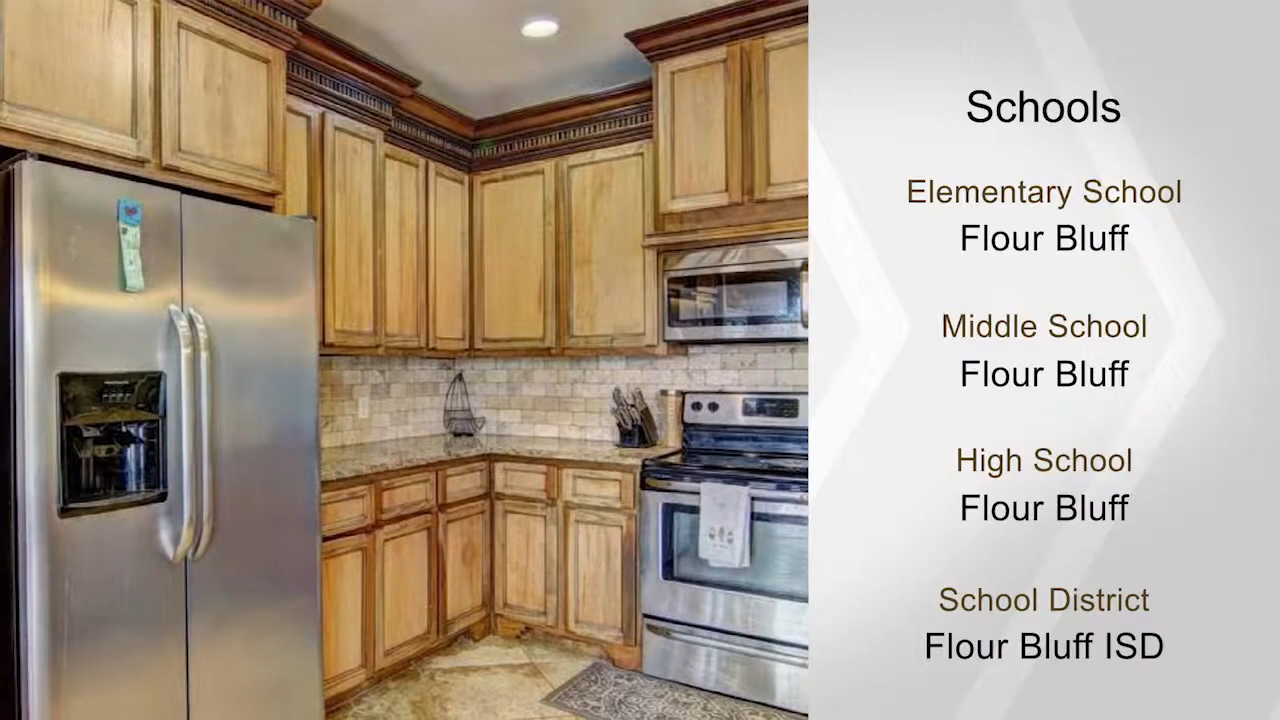 Schools
Elementary School
Flour Bluff
Middle School
Flour Bluff
High School
Flour Bluff
School District
Flour Bluff ISD